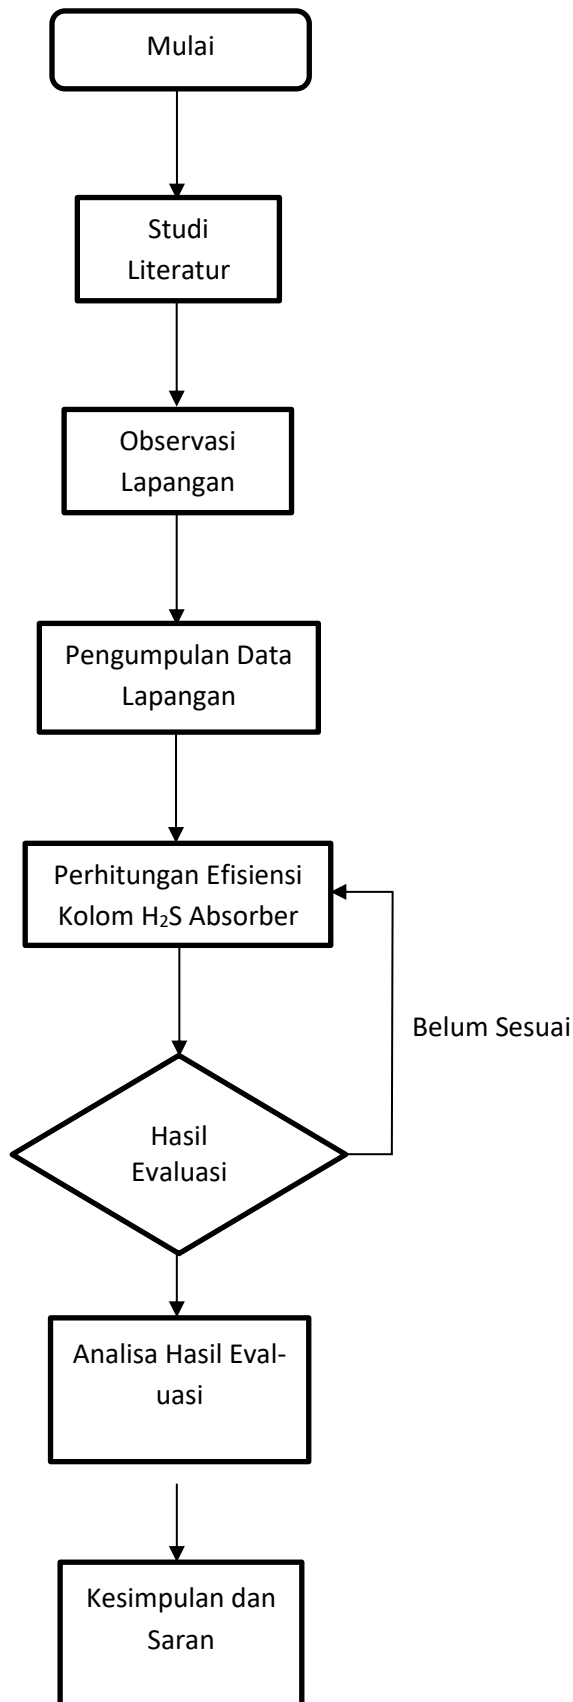 Mulai
Studi
Literatur
Observasi
Lapangan
Pengumpulan Data
Lapangan
Perhitungan Efisiensi
Kolom H₂S Absorber
Belum Sesuai
Hasil
Evaluasi
Analisa Hasil Eval-
uasi
Kesimpulan dan
Saran